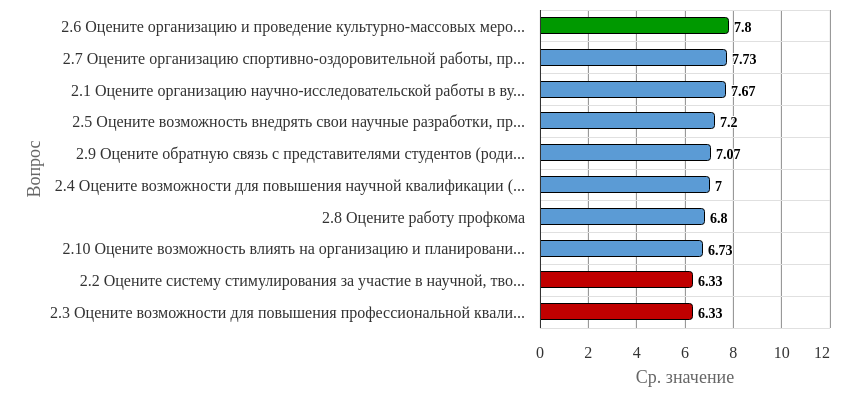 2.6 Оцените организацию и проведение культурно-массовых меро... 7.8
2.7 Оцените организацию спортивно-оздоровительной работы, пр... 7.73
2.1 Оцените организацию научно-исследовательской работы в ву... 7.67
2.5 Оцените возможность внедрять свои научные разработки, пр... 7.2
2.9 Оцените обратную связь с представителями студентов (роди... 7.07
2.4 Оцените возможности для повышения научной квалификации (... 7
2.8 Оцените работу профкома 6.8
2.10 Оцените возможность влиять на организацию и планировани... 6.73
2.2 Оцените систему стимулирования за участие в научной, тво... 6.33
2.3 Оцените возможности для повышения профессиональной квали... 6.33
Вопрос
0 2 4 6 8 10 12
Ср. значение